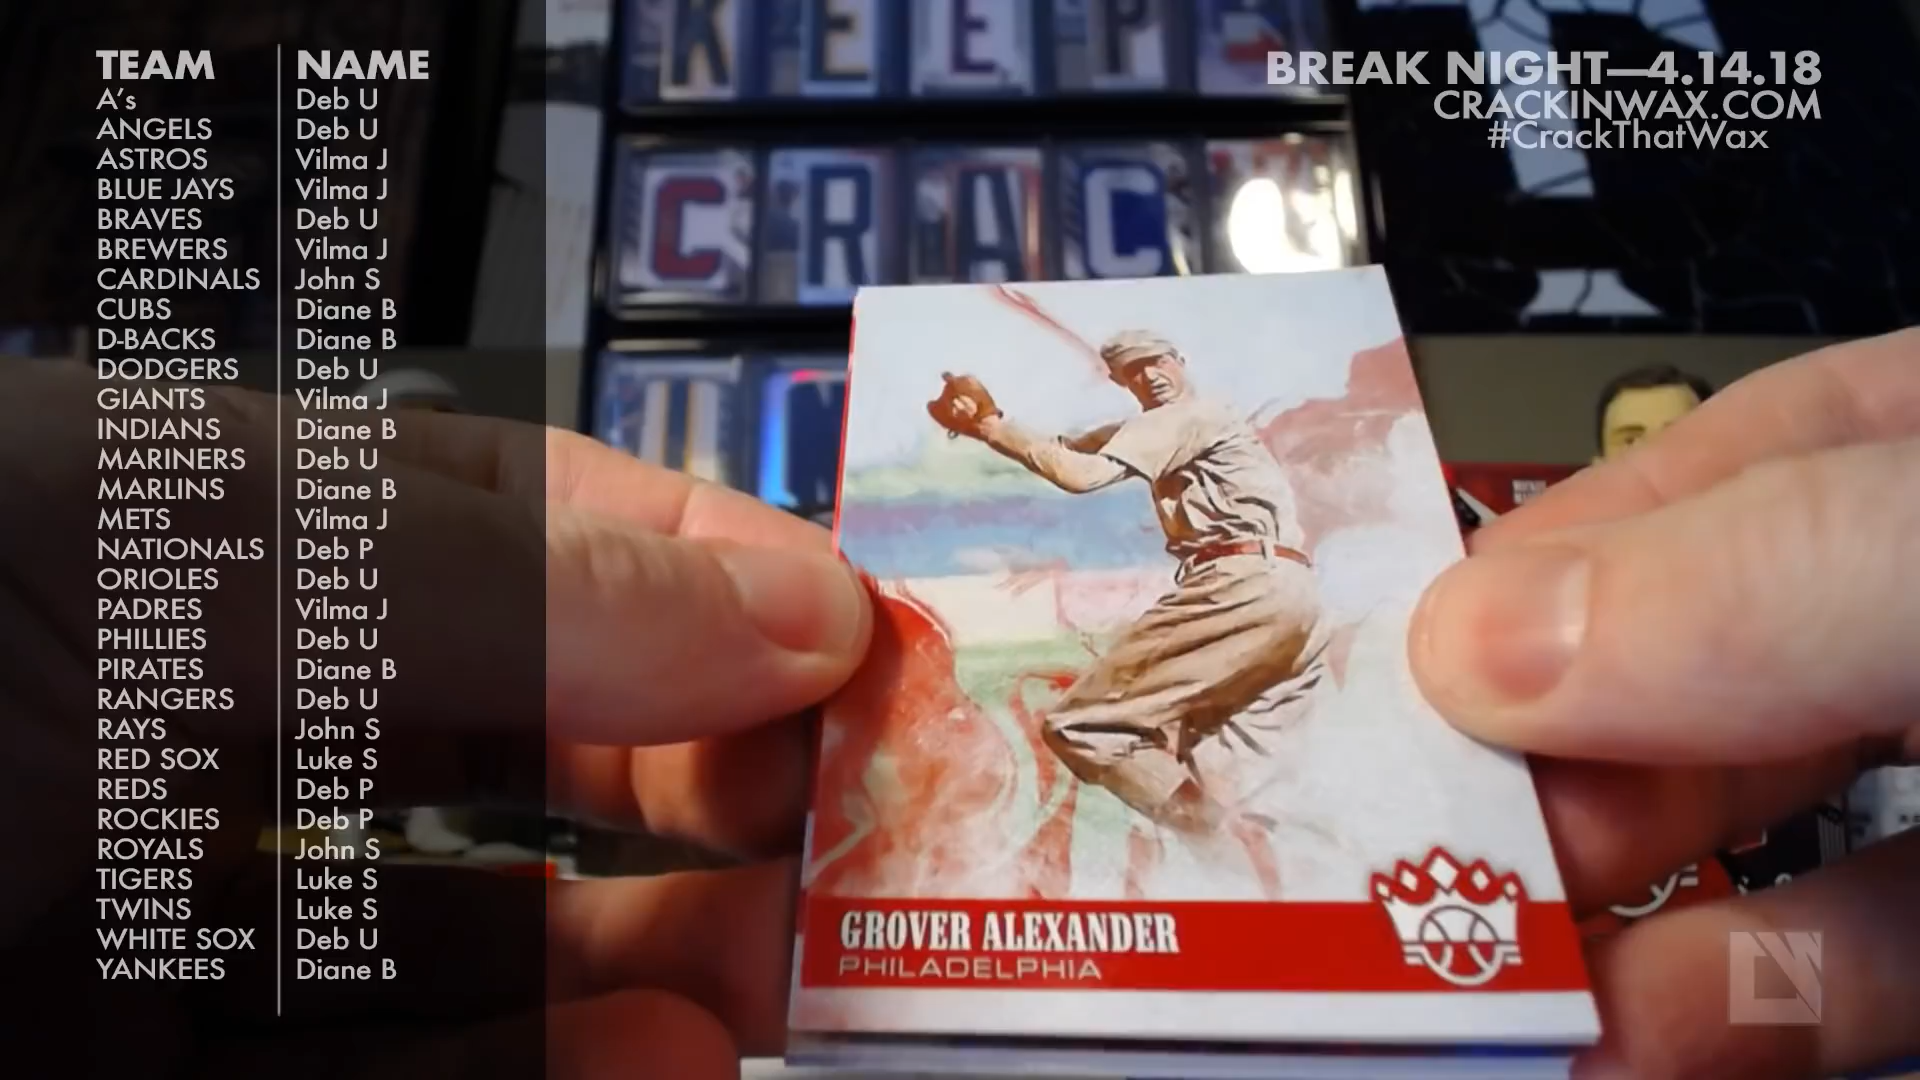 TEAM NAME
A's Deb U
ANGELS Deb U
ASTROS Vilma J
BLUE JAYS Vilma J
BRAVES Deb U
BREWERS Vilma J
CARDINALS John S
CUBS Diane B
D-BACKS Diane B
DODGERS Deb U
GIANTS Vilma J
INDIANS Diane B
MARINERS Deb U
MARLINS Diane B
METS Vilma J
NATIONALS Deb P
ORIOLES Deb U
PADRES Vilma J
PHILLIES Deb U
PIRATES Diane B
RANGERS Deb U
RAYS John S
RED SOX Luke S
REDS Deb P
ROCKIES Deb P
ROYALS John S
TIGERS Luke S
TWINS Luke S
WHITE SOX Deb U
YANKEES Diane B
BREAK NIGHT—4.14.18
CRACKINWAX.COM
#CrackThatWax
KEEP
CRAC
GROVER ALEXANDER
PHILADELPHIA